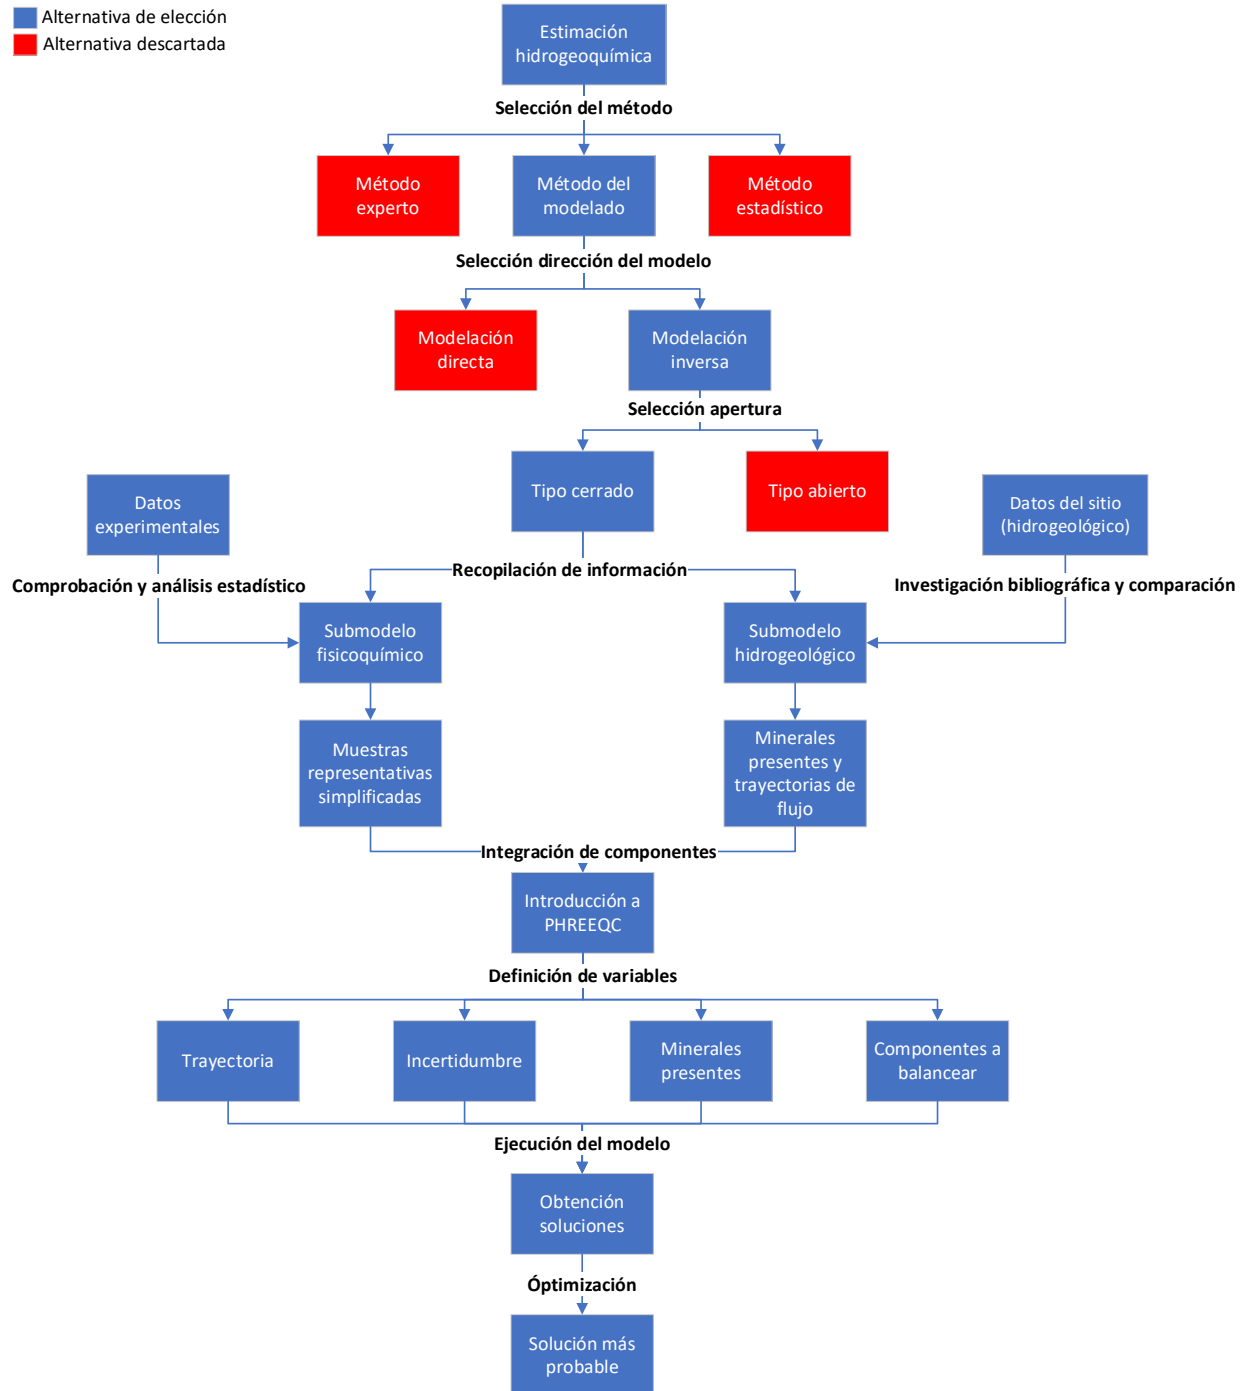 Alternativa de elección
Alternativa descartada
Estimación
hidrogeoquímica
Selección del método
Método
experto
Método del
modelado
Método
estadístico
Selección dirección del modelo
Modelación
directa
Modelación
inversa
Selección apertura
Tipo cerrado
Tipo abierto
Datos
experimentales
Datos del sitio
(hidrogeológico)
Recopilación de información
Comprobación y análisis estadístico
Investigación bibliográfica y comparación
Submodelo
fisicoquímico
Submodelo
hidrogeológico
Muestras
representativas
simplificadas
Minerales
presentes y
trayectorias de
flujo
Integración de componentes
Introducción a
PHREEQC
Definición de variables
Trayectoria
Incertidumbre
Minerales
presentes
Componentes a
balancear
Ejecución del modelo
Obtención
soluciones
Óptimización
Solución más
probable